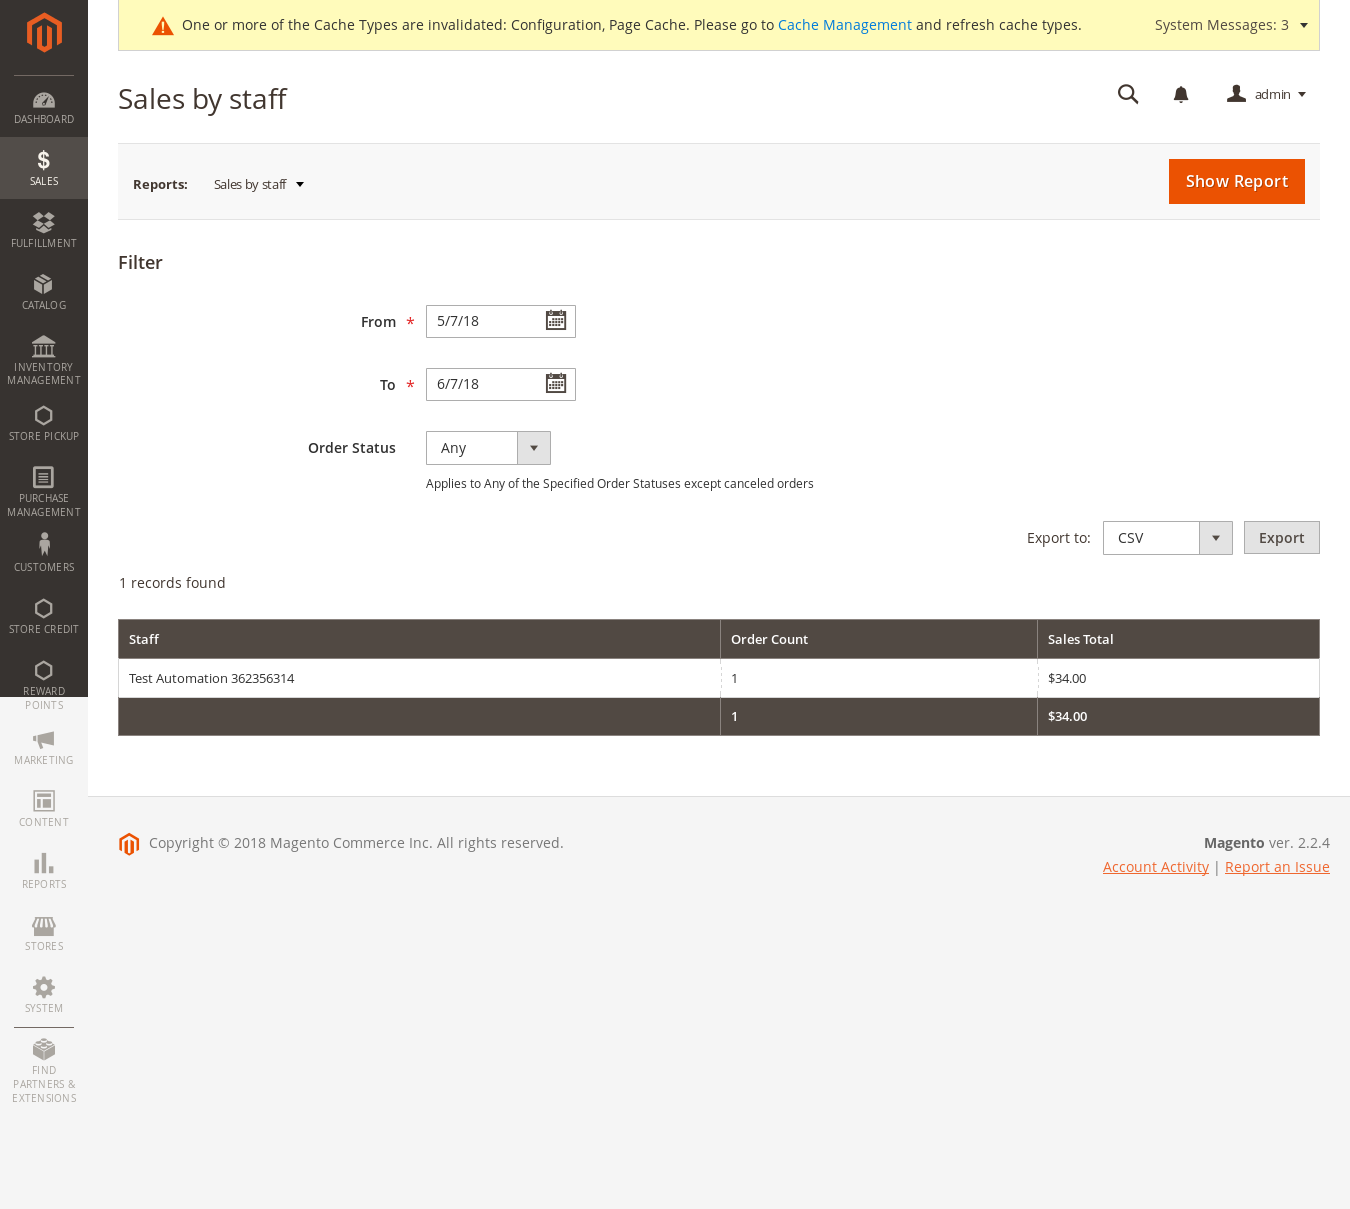 One or more of the Cache Types are invalidated: Configuration, Page Cache. Please go to Cache Management and refresh cache types.
System Messages: 3
Sales by staff
admin
DASHBOARD
SALES
FULFILLMENT
CATALOG
INVENTORY
MANAGEMENT
STORE PICKUP
PURCHASE
MANAGEMENT
CUSTOMERS
STORE CREDIT
REWARD
POINTS
MARKETING
CONTENT
REPORTS
STORES
SYSTEM
FIND
PARTNERS &
EXTENSIONS
Reports: Sales by staff
Show Report
Filter
From * 5/7/18
To * 6/7/18
Order Status Any
Applies to Any of the Specified Order Statuses except canceled orders
Export to: CSV Export
1 records found
Staff Order Count Sales Total
Test Automation 362356314 1 $34.00
1 $34.00
Copyright © 2018 Magento Commerce Inc. All rights reserved.
Magento ver. 2.2.4
Account Activity | Report an Issue